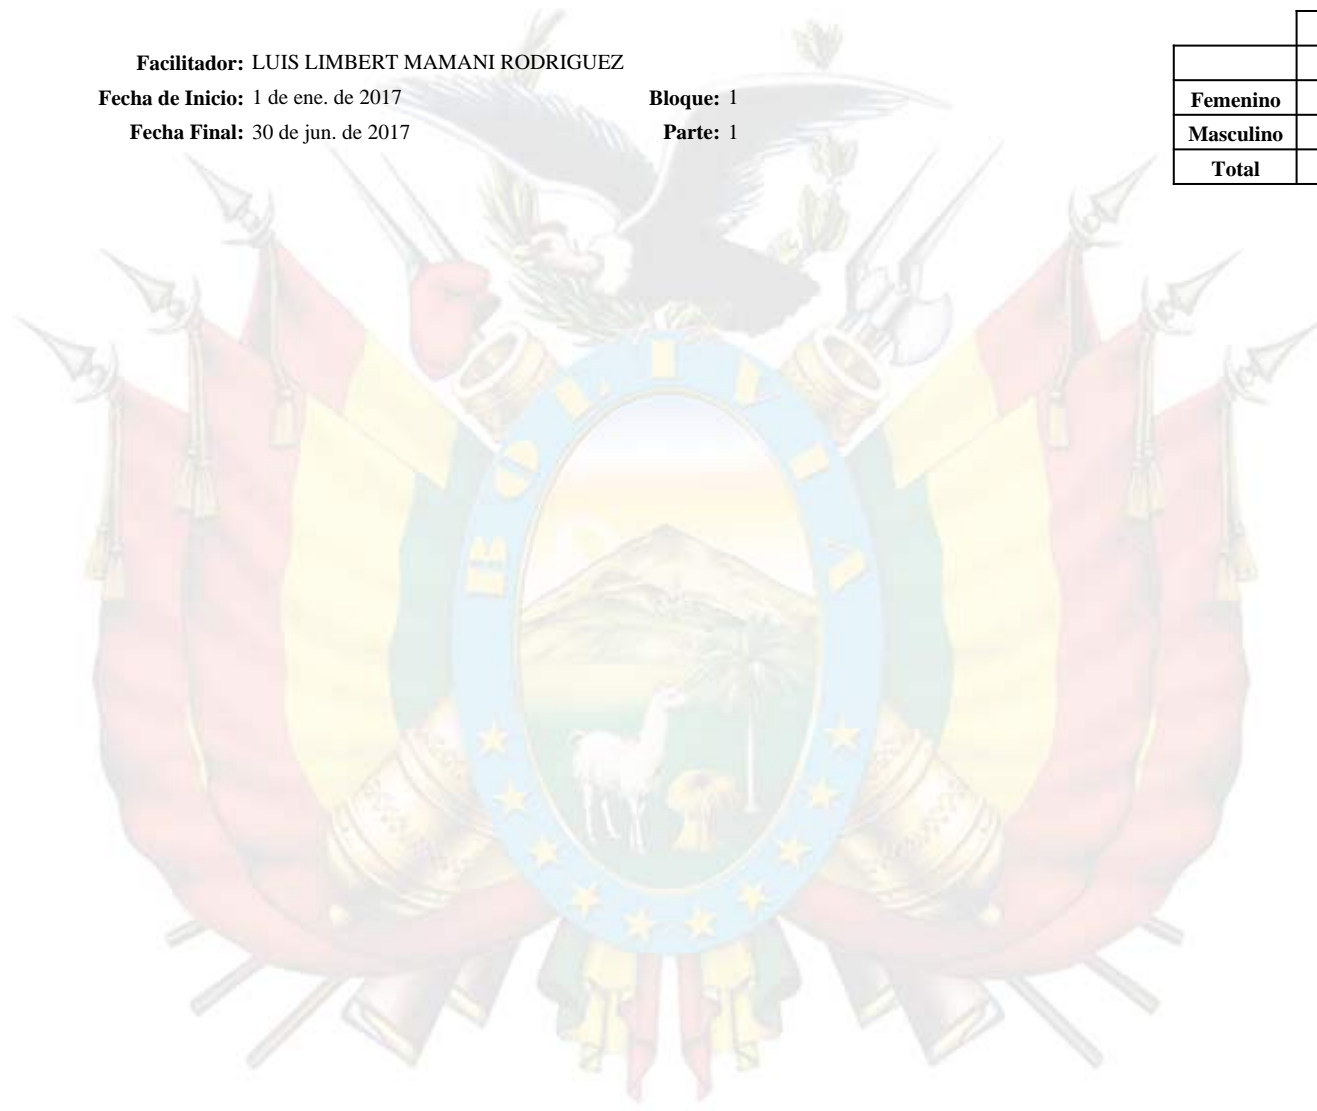 Facilitador: LUIS LIMBERT MAMANI RODRIGUEZ
Fecha de Inicio: 1 de ene. de 2017 Bloque: 1
Fecha Final: 30 de jun. de 2017 Parte: 1
Femenino
Masculino
Total
BOLIVIA